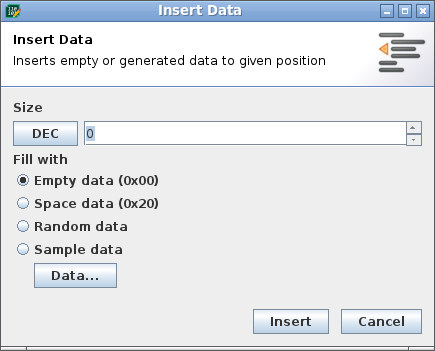 Insert Data
Insert Data
Inserts empty or generated data to given position
Size
DEC 0
Fill with
Empty data (0x00)
Space data (0x20)
Random data
Sample data
Data...
Insert Cancel